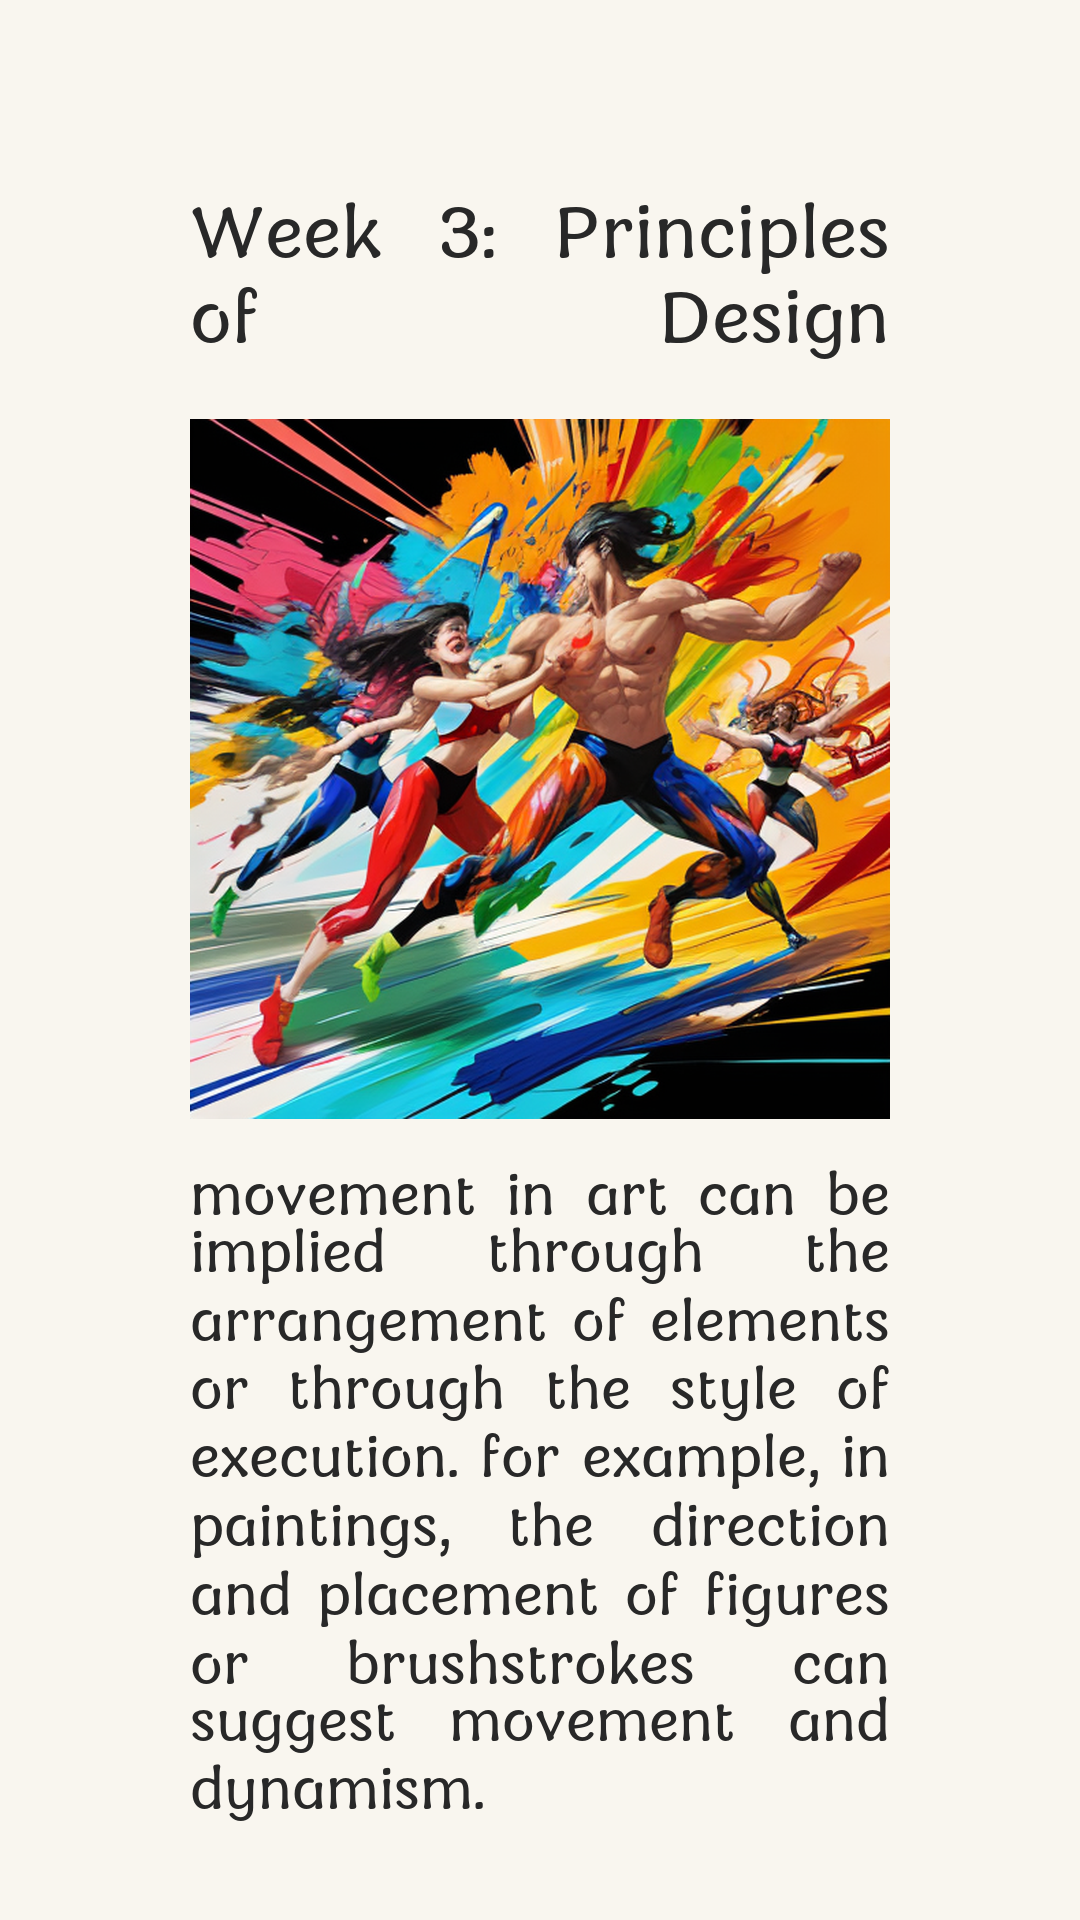 Week 3: Principles
of Design
movement in art can be
implied through the
arrangement of elements
or through the style of
execution. for example, in
paintings, the direction
and placement of figures
or brushstrokes can
suggest movement and
dynamism.